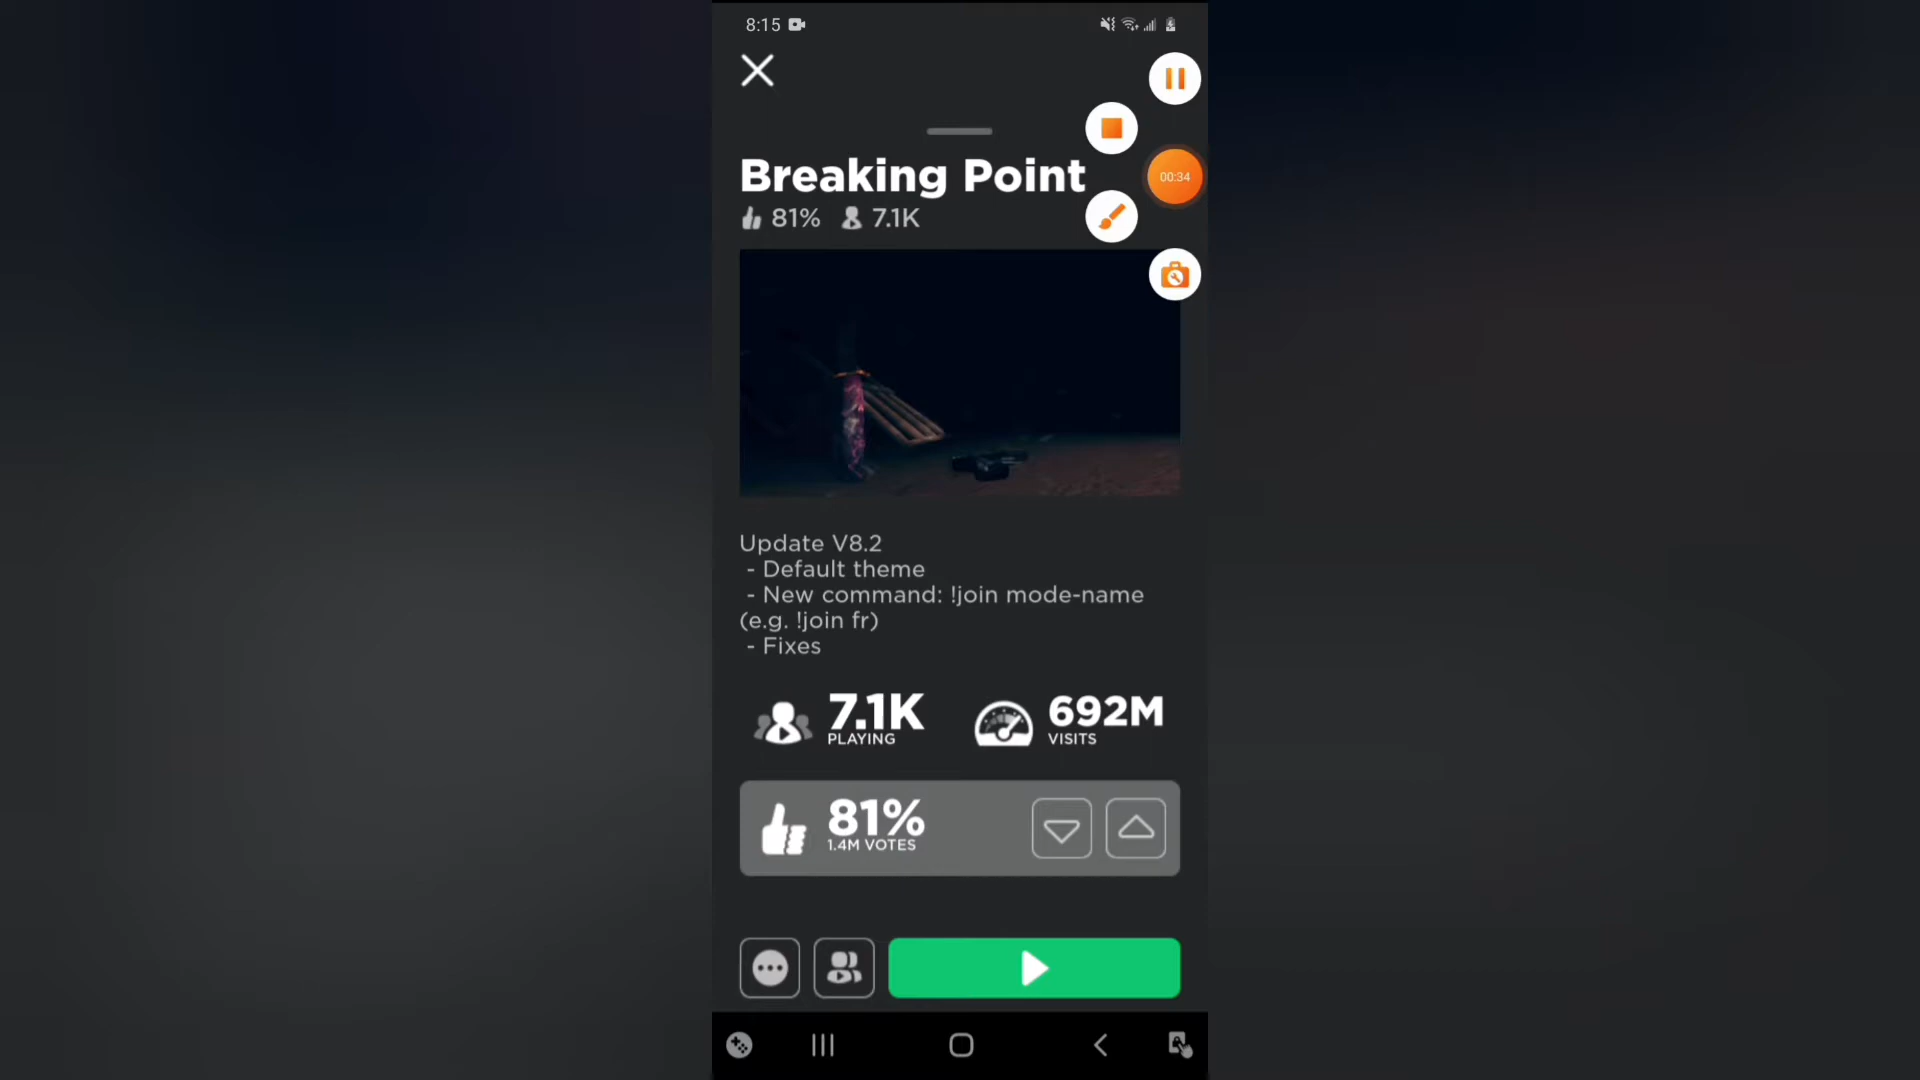 8:15
00:34
Breaking Point
81% 7.1K
Update V8.2
- Default theme
- New command: !join mode-name
(e.g. !join fr)
- Fixes
7.1K
PLAYING
692M
VISITS
81%
1.4M VOTES